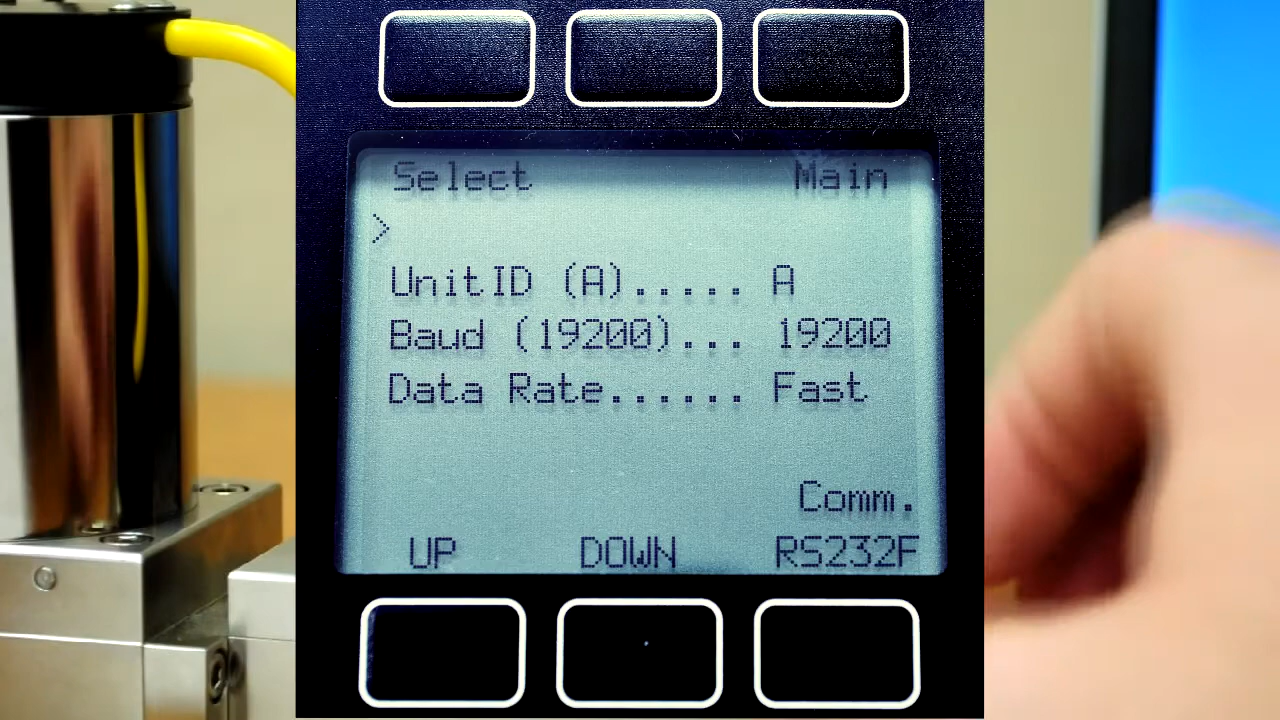 Select Main
>
UnitID (A)..... A
Baud (19200)... 19200
Data Rate...... Fast
Comm.
UP DOWN RS232F